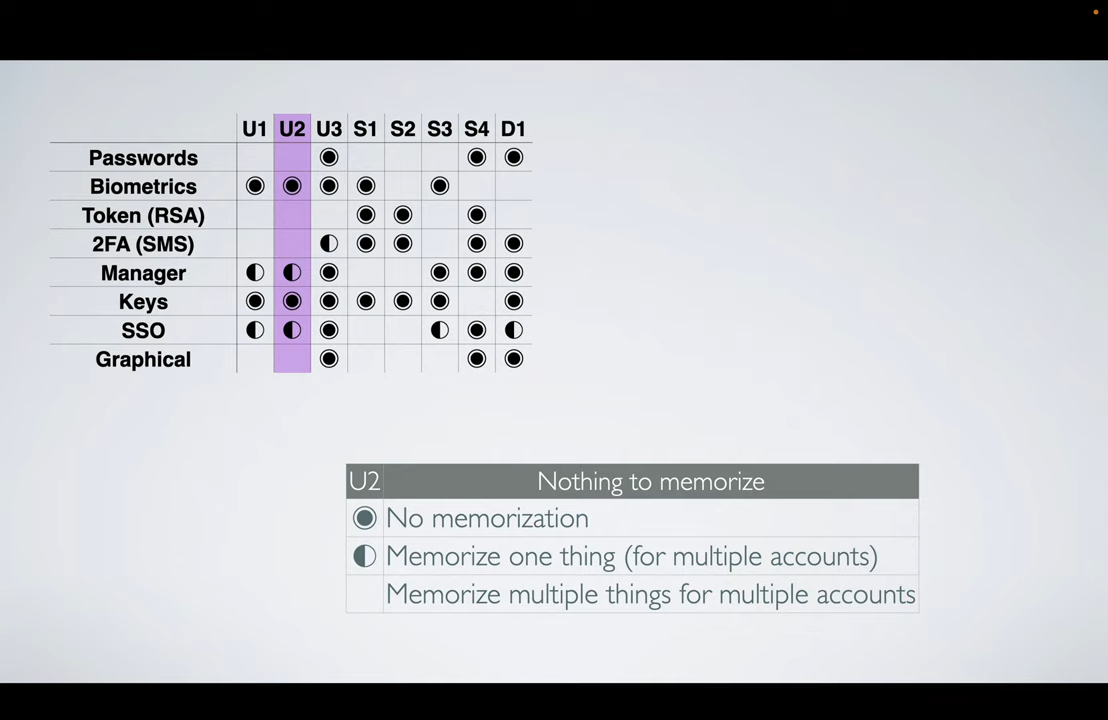 U1 U2 U3 S1 S2 S3 S4 D1
Passwords
Biometrics
Token (RSA)
2FA (SMS)
Manager
Keys
SSO
Graphical
U2 Nothing to memorize
No memorization
Memorize one thing (for multiple accounts)
Memorize multiple things for multiple accounts